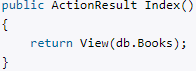 public ActionResult Index()
{
    return View(db.Books);
}